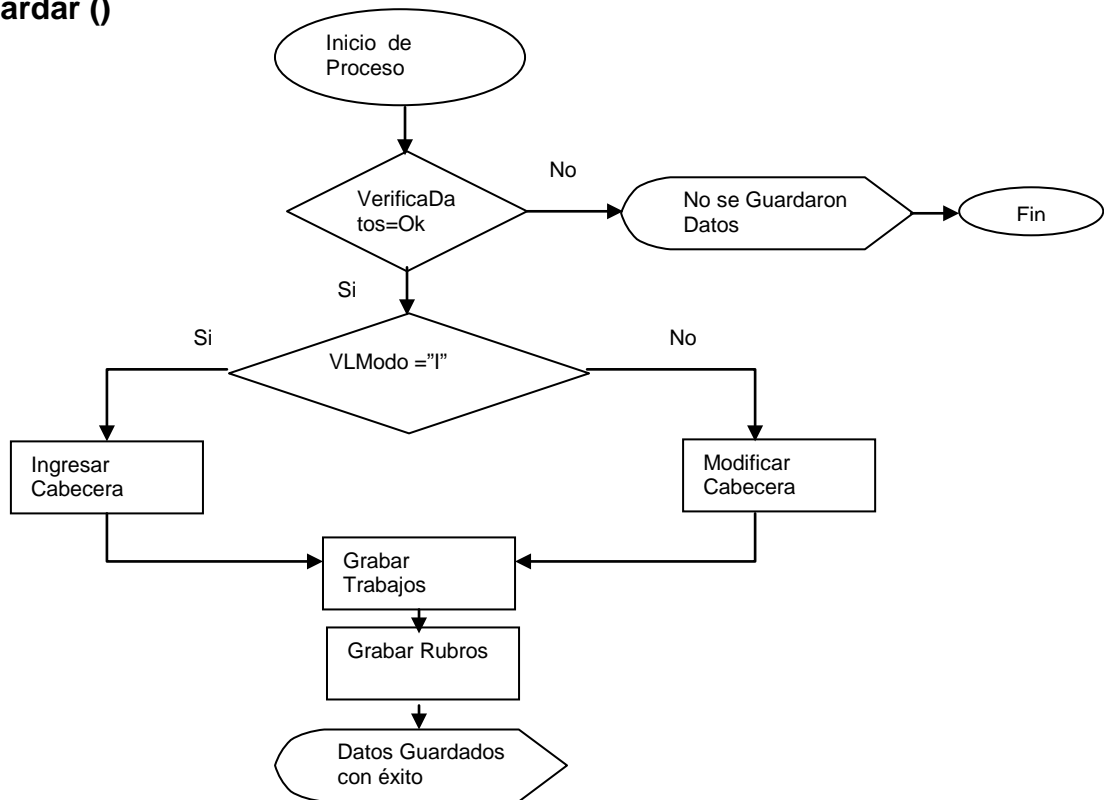 ardar ()
Inicio de
Proceso
No
VerificaDa
tos=Ok
No se Guardaron
Datos
Fin
Si
Si
No
VLModo =”I”
Ingresar
Cabecera
Modificar
Cabecera
Grabar
Trabajos
Grabar Rubros
Datos Guardados
con éxito